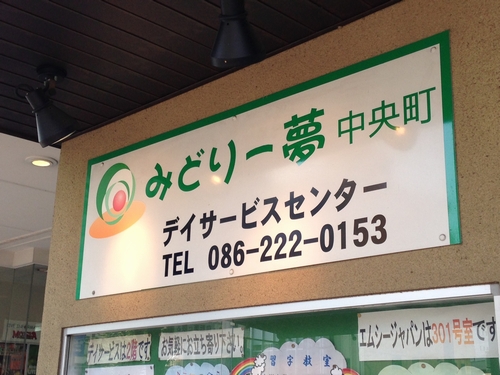 みどりー夢 中央町
デイサービスセンター
TEL 086-222-0153
デイサービスは2階です
お気軽にお立ち寄り下さい。
エムシージャパンは301号室です
習字教室